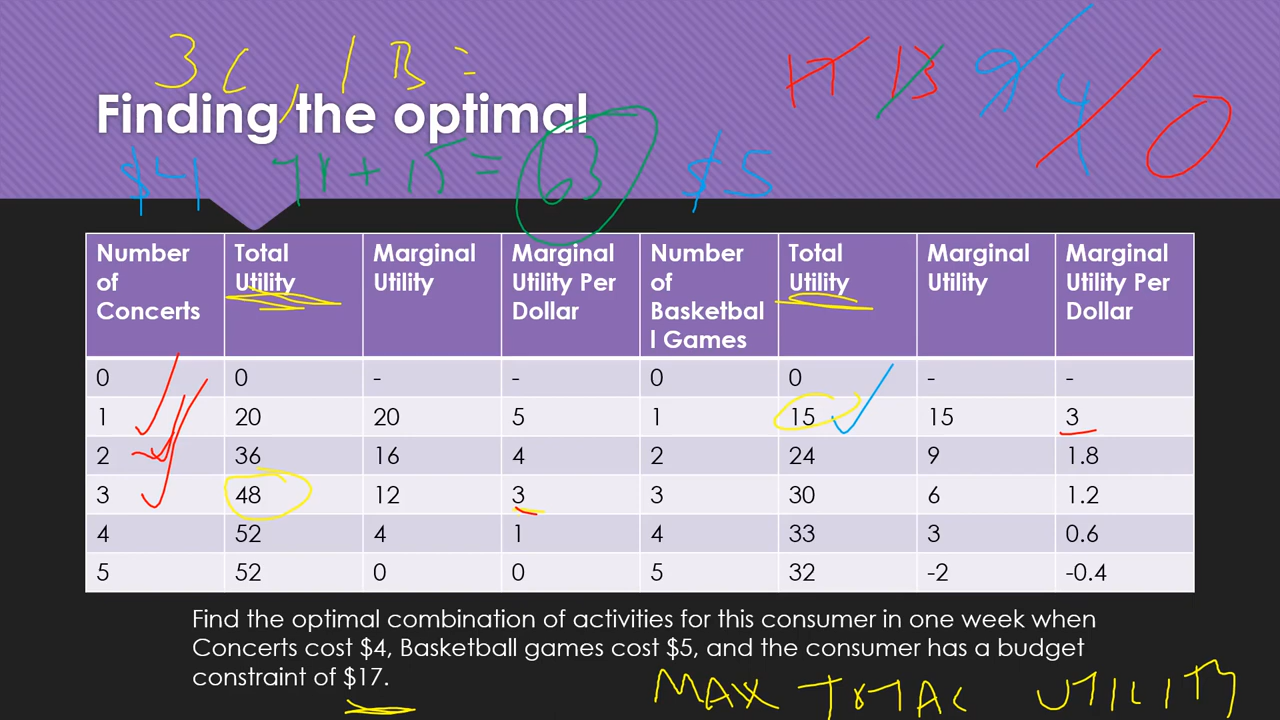 3C, 1B =
17 13 9 4 0
Finding the optimal
$4 48 + 15 = 63 $5
Number of Concerts Total Utility Marginal Utility Marginal Utility Per Dollar Number of Basketbal l Games Total Utility Marginal Utility Marginal Utility Per Dollar
0 0 - - 0 0 - -
1 20 20 5 1 15 15 3
2 36 16 4 2 24 9 1.8
3 48 12 3 3 30 6 1.2
4 52 4 1 4 33 3 0.6
5 52 0 0 5 32 -2 -0.4
Find the optimal combination of activities for this consumer in one week when
Concerts cost $4, Basketball games cost $5, and the consumer has a budget
constraint of $17.
MAX TOTAL UTILITY